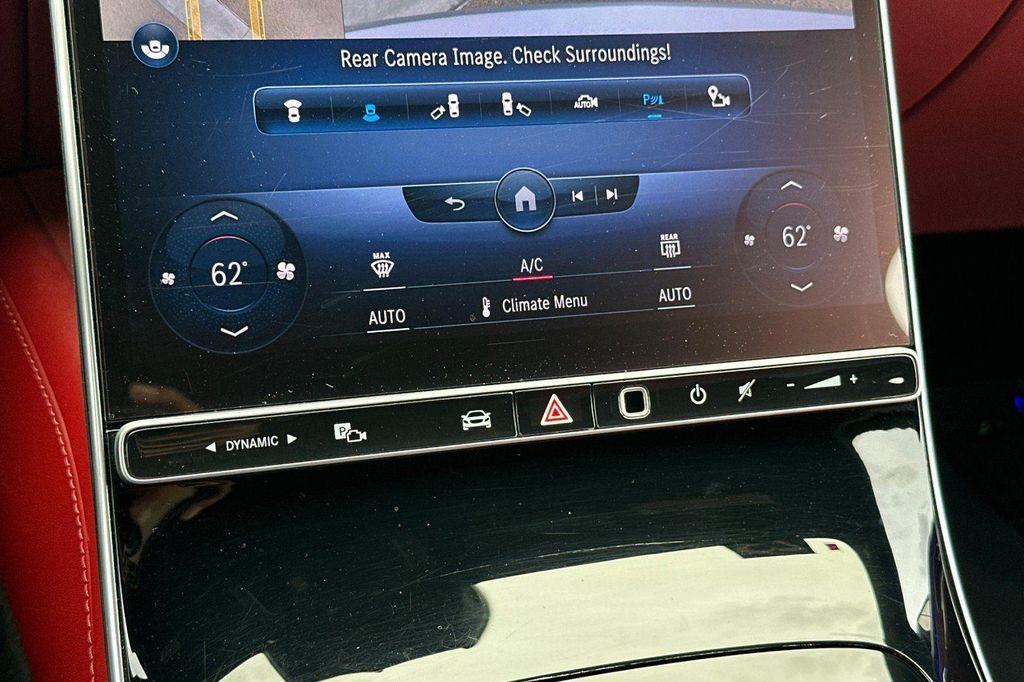 Rear Camera Image. Check Surroundings!
AUTO
P
62°
MAX
A/C
REAR
62°
AUTO
Climate Menu
AUTO
DYNAMIC
P
- +